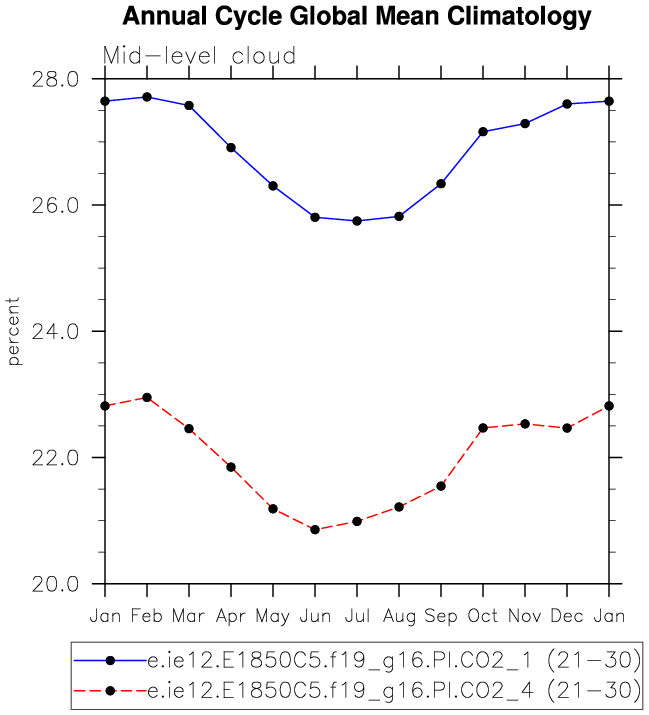 Annual Cycle Global Mean Climatology
Mid-level cloud
28.0
26.0
24.0
22.0
20.0
percent
Jan Feb Mar Apr May Jun Jul Aug Sep Oct Nov Dec Jan
e.ie12.E1850C5.f19_g16.PI.CO2_1 (21-30)
e.ie12.E1850C5.f19_g16.PI.CO2_4 (21-30)